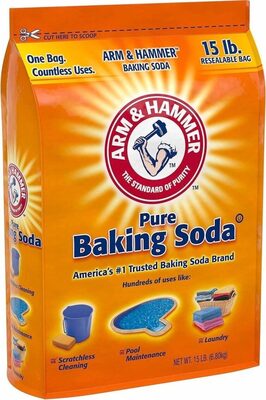 CUT HERE TO SCOOP
One Bag.
Countless Uses.
ARM & HAMMER™
BAKING SODA
15 lb.
RESEALABLE BAG
ARM & HAMMER
THE STANDARD OF PURITY
™
Pure
Baking Soda®
America's #1 Trusted Baking Soda Brand
Hundreds of uses like:
Scratchless
Cleaning
Pool
Maintenance
Laundry
NET WT. 15 LB. (6.80kg)